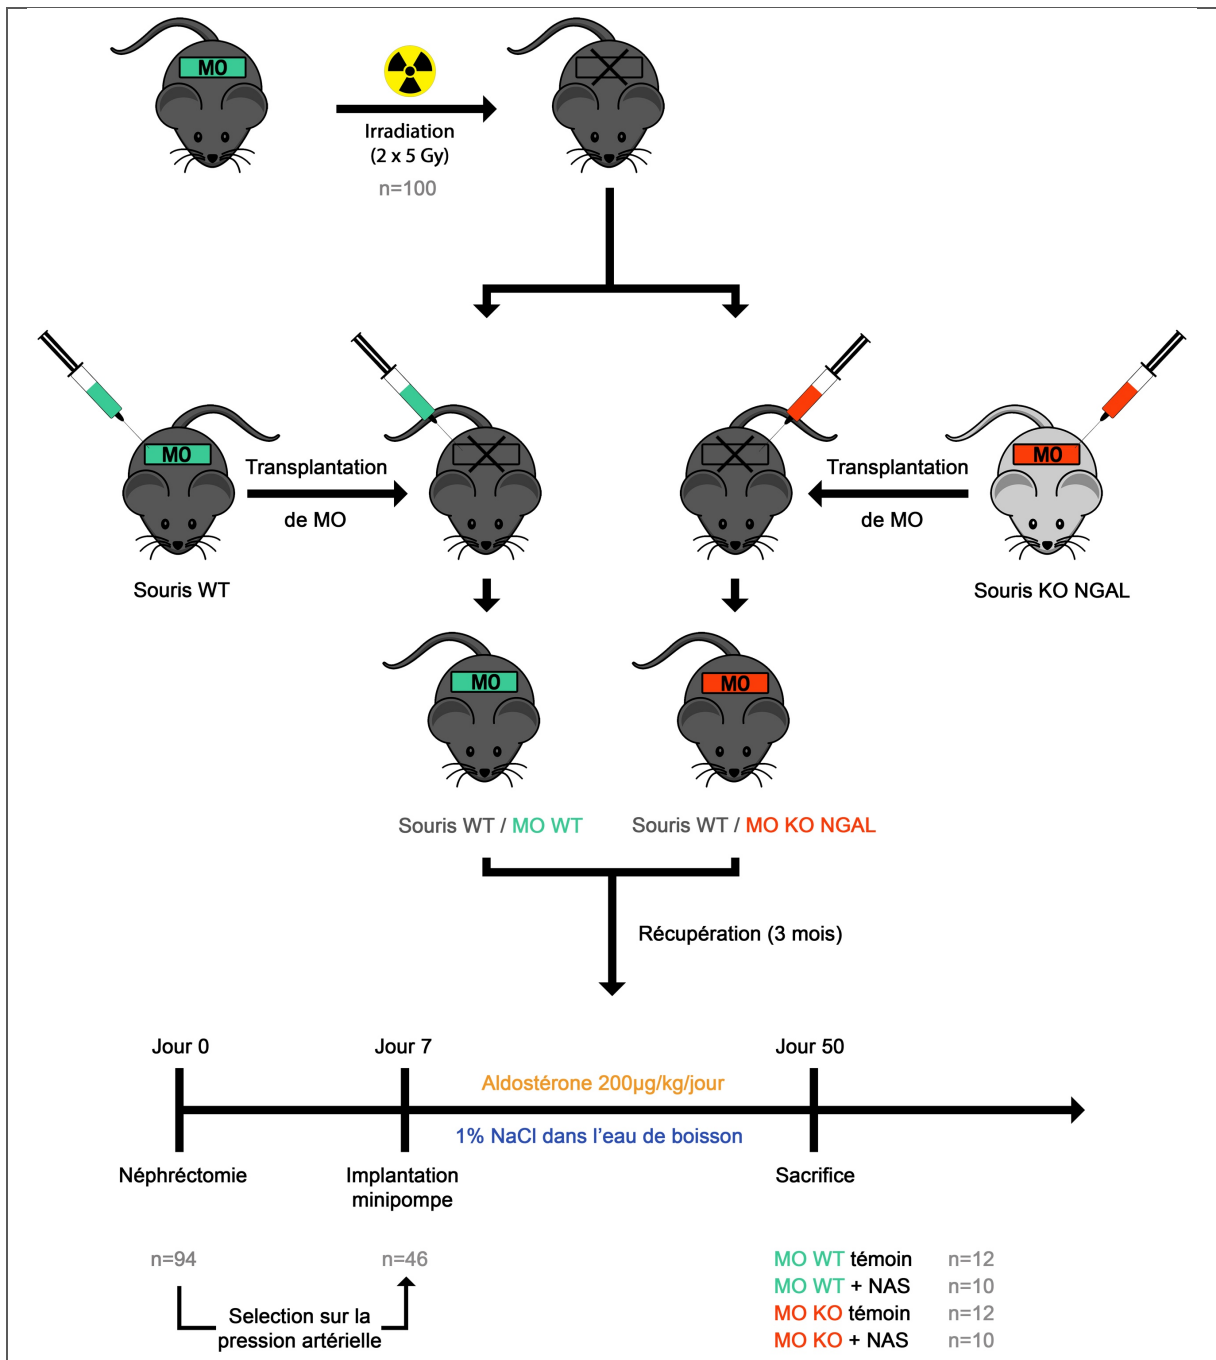 MO
Irradiation
(2 x 5 Gy)
n=100
MO
Transplantation
de MO
Souris WT
Transplantation
de MO
MO
Souris KO NGAL
MO
MO
Souris WT / MO WT
Souris WT / MO KO NGAL
Récupération (3 mois)
Jour 0
Jour 7
Jour 50
Aldostérone 200µg/kg/jour
1% NaCl dans l'eau de boisson
Néphréctomie
Implantation
minipompe
Sacrifice
n=94
n=46
Selection sur la
pression artérielle
MO WT témoin n=12
MO WT + NAS n=10
MO KO témoin n=12
MO KO + NAS n=10